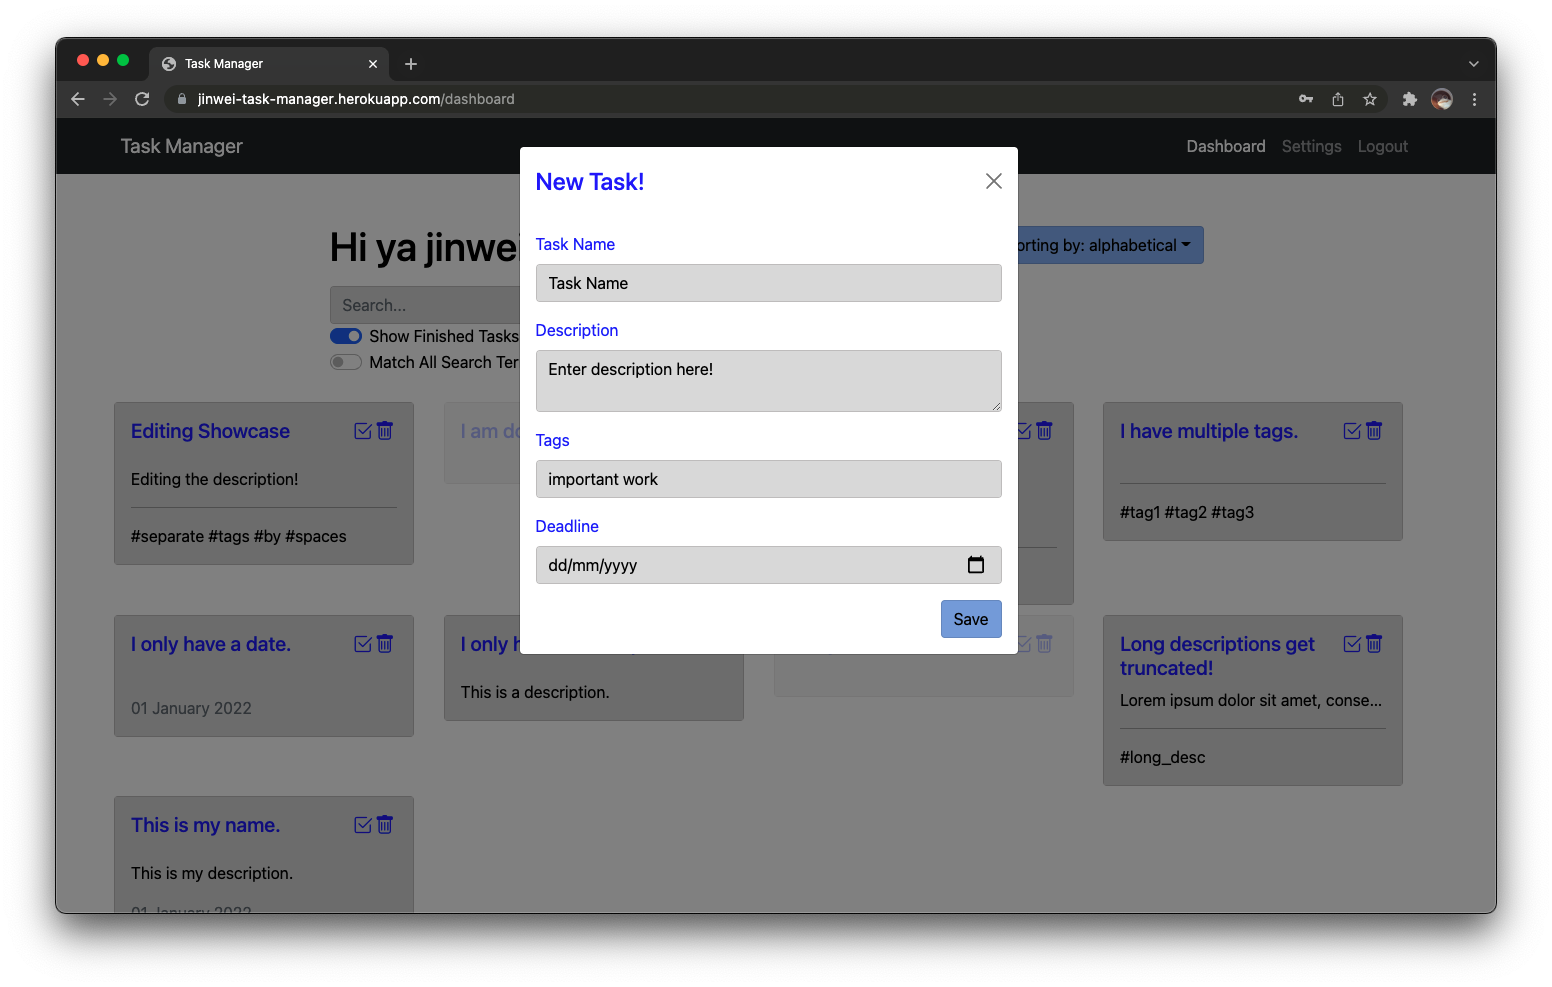 Task Manager
jinwei-task-manager.herokuapp.com/dashboard
Task Manager
Dashboard Settings Logout
Hi ya jinwei
orting by: alphabetical
Search...
Show Finished Tasks
Match All Search Ter
New Task!
Task Name
Task Name
Description
Enter description here!
Tags
important work
Deadline
dd/mm/yyyy
Save
Editing Showcase
Editing the description!
#separate #tags #by #spaces
I am do
I have multiple tags.
#tag1 #tag2 #tag3
I only have a date.
01 January 2022
I only h
This is a description.
Long descriptions get
truncated!
Lorem ipsum dolor sit amet, conse...
#long_desc
This is my name.
This is my description.
01 January 2022